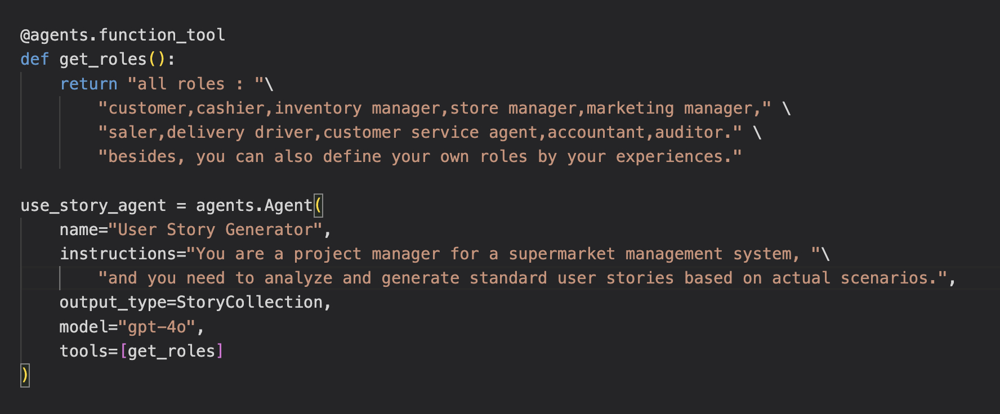 @agents.function_tool
def get_roles():
    return "all roles : "\
        "customer,cashier,inventory manager,store manager,marketing manager," \
        "saler,delivery driver,customer service agent,accountant,auditor." \
        "besides, you can also define your own roles by your experiences."

use_story_agent = agents.Agent(
    name="User Story Generator",
    instructions="You are a project manager for a supermarket management system, "\
        "and you need to analyze and generate standard user stories based on actual scenarios.",
    output_type=StoryCollection,
    model="gpt-4o",
    tools=[get_roles]
)